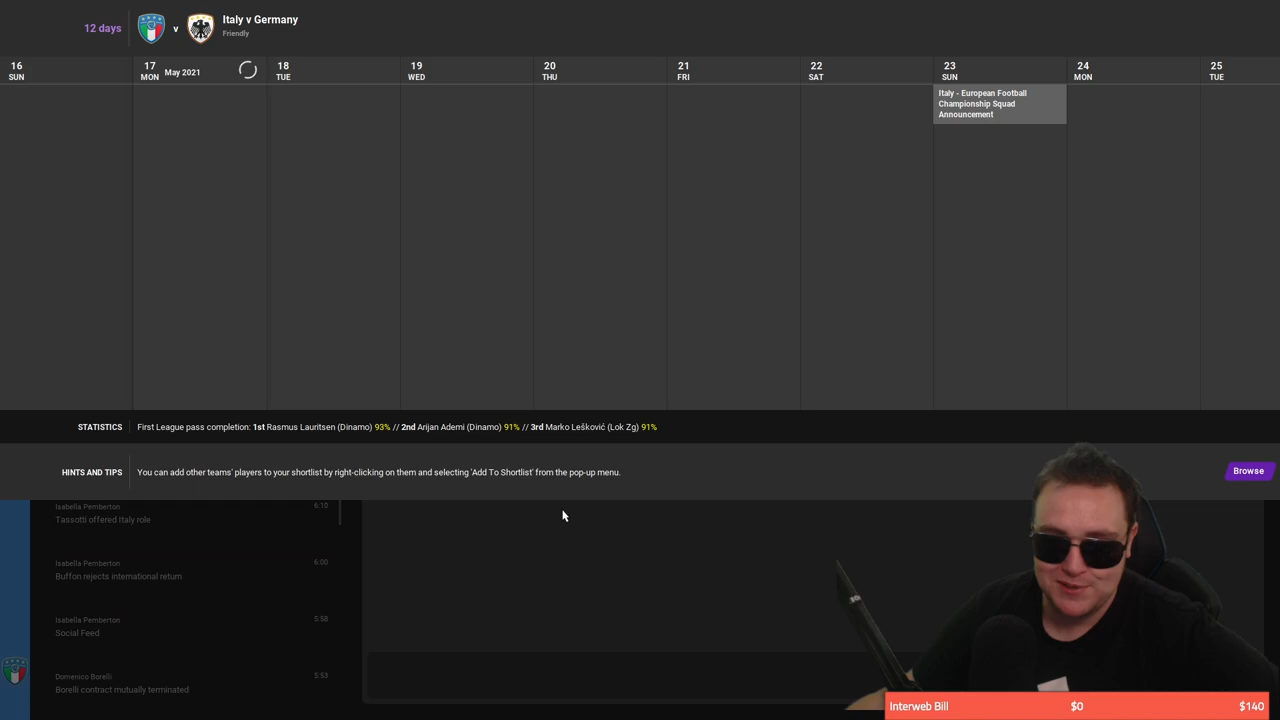 12 days
v
Italy v Germany
Friendly
16
SUN
17
MON
May 2021
18
TUE
19
WED
20
THU
21
FRI
22
SAT
23
SUN
24
MON
25
TUE
Italy - European Football
Championship Squad
Announcement
STATISTICS
First League pass completion: 1st Rasmus Lauritsen (Dinamo) 93% // 2nd Arijan Ademi (Dinamo) 91% // 3rd Marko Lešković (Lok Zg) 91%
HINTS AND TIPS
You can add other teams' players to your shortlist by right-clicking on them and selecting 'Add To Shortlist' from the pop-up menu.
Browse
Isabella Pemberton
6:10
Tassotti offered Italy role
Isabella Pemberton
6:00
Buffon rejects international return
Isabella Pemberton
5:58
Social Feed
Domenico Borelli
5:53
Borelli contract mutually terminated
Interweb Bill $0 $140